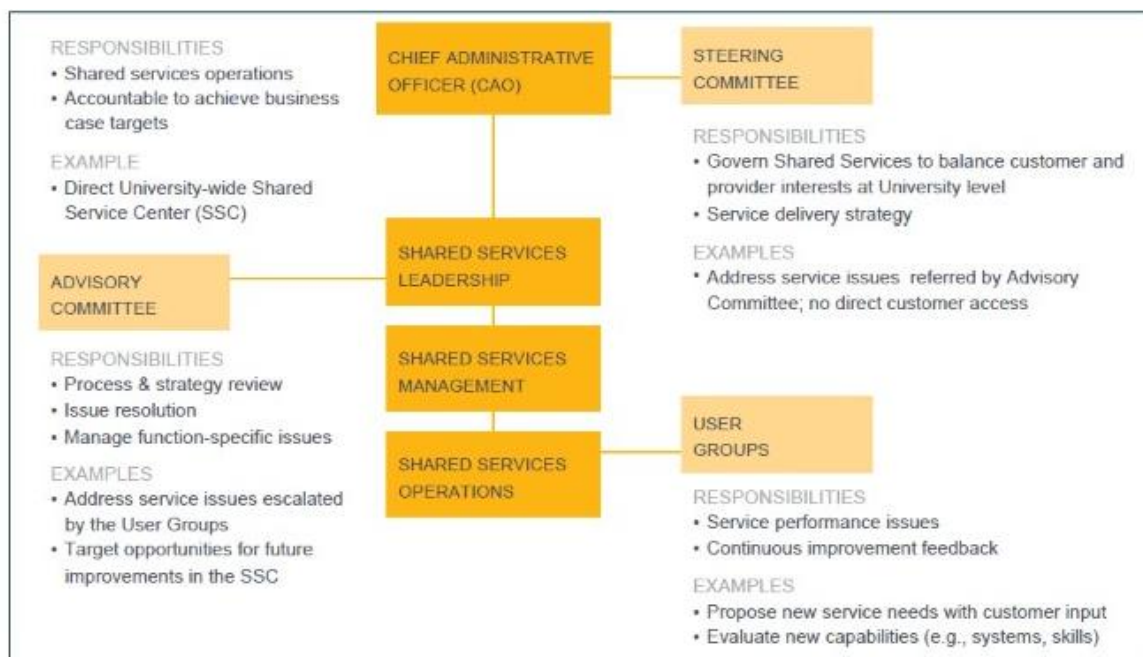 RESPONSIBILITIES
• Shared services operations
• Accountable to achieve business
case targets
EXAMPLE
• Direct University-wide Shared
Service Center (SSC)
CHIEF ADMINISTRATIVE
OFFICER (CAO)
STEERING
COMMITTEE
RESPONSIBILITIES
• Govern Shared Services to balance customer and
provider interests at University level
• Service delivery strategy
EXAMPLES
• Address service issues referred by Advisory
Committee; no direct customer access
SHARED SERVICES
LEADERSHIP
ADVISORY
COMMITTEE
RESPONSIBILITIES
• Process & strategy review
• Issue resolution
• Manage function-specific issues
EXAMPLES
• Address service issues escalated
by the User Groups
• Target opportunities for future
improvements in the SSC
SHARED SERVICES
MANAGEMENT
SHARED SERVICES
OPERATIONS
USER
GROUPS
RESPONSIBILITIES
• Service performance issues
• Continuous improvement feedback
EXAMPLES
• Propose new service needs with customer input
• Evaluate new capabilities (e.g., systems, skills)